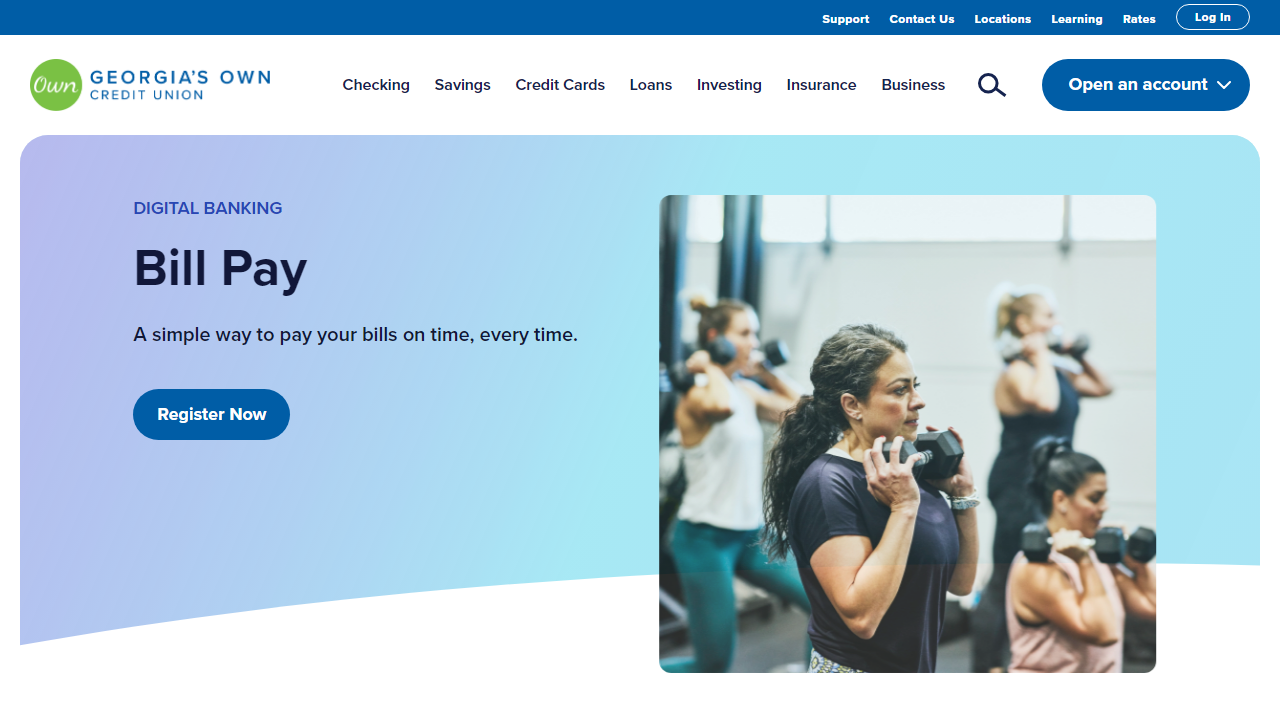 Support Contact Us Locations Learning Rates Log In
Own GEORGIA'S OWN
CREDIT UNION
Checking Savings Credit Cards Loans Investing Insurance Business Open an account
DIGITAL BANKING
Bill Pay
A simple way to pay your bills on time, every time.
Register Now